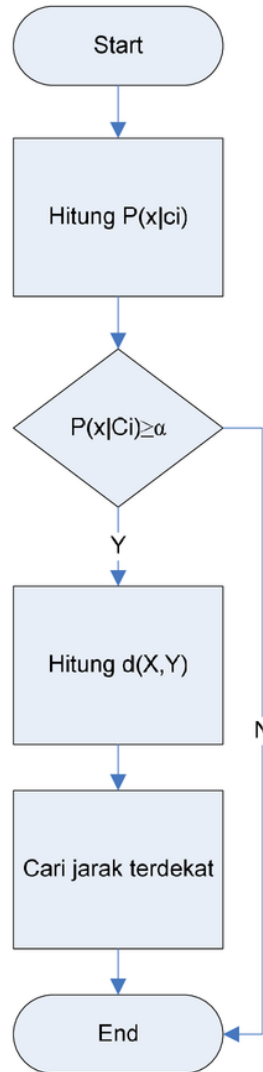 Start
Hitung P(x|ci)
P(x|Ci)≥α
Y
Hitung d(X,Y)
N
Cari jarak terdekat
End